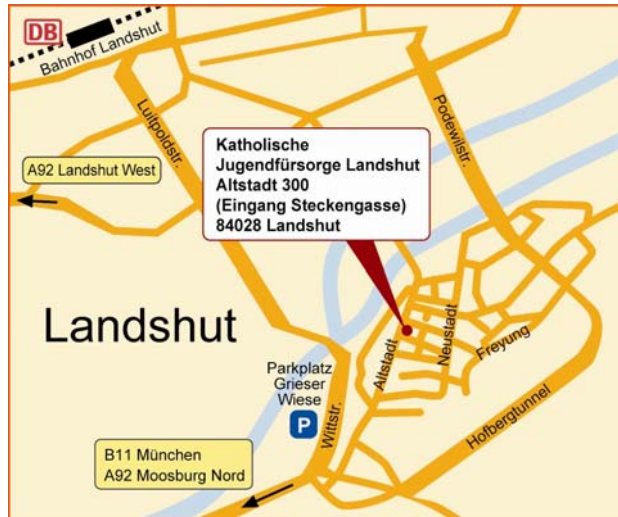 DB
Bahnhof Landshut
Luitpoldstr.
Podewilstr.
Katholische
Jugendfürsorge Landshut
Altstadt 300
(Eingang Steckengasse)
84028 Landshut
A92 Landshut West
Landshut
Altstadt
Neustadt
Freyung
Parkplatz
Grieser
Wiese
P
Wittstr.
Hofbergtunnel
B11 München
A92 Moosburg Nord